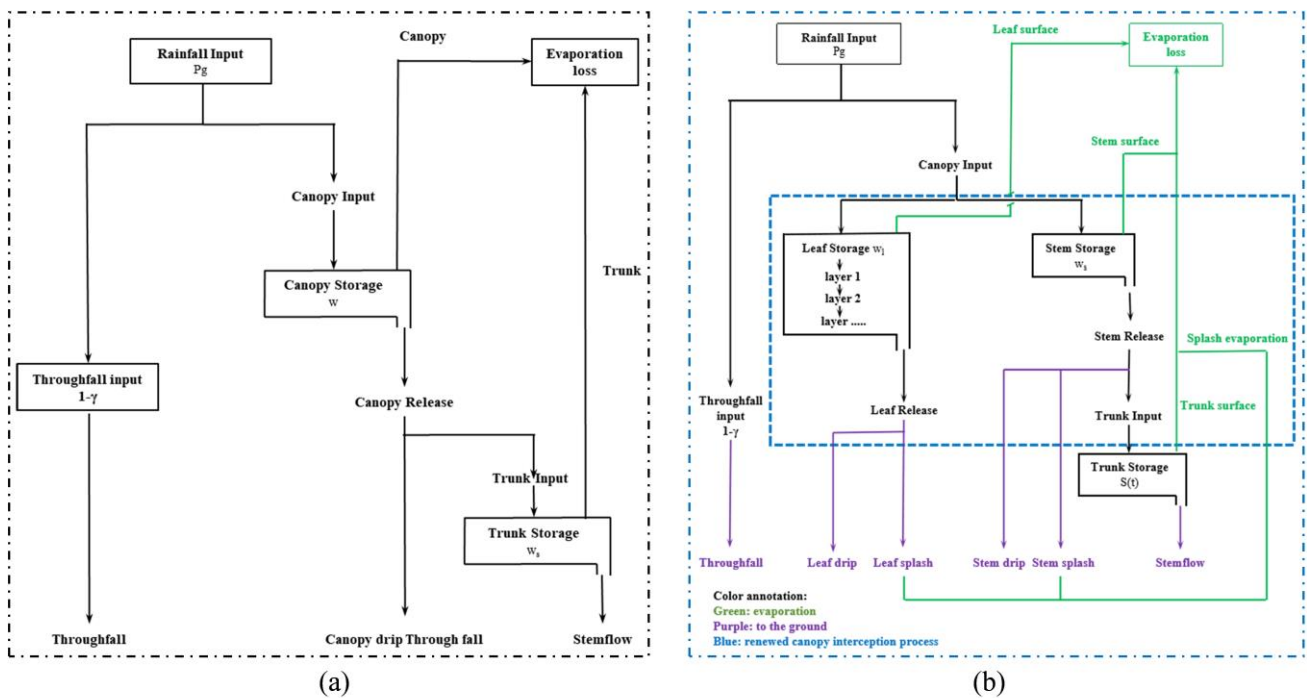 Canopy
Rainfall Input
Pg
Evaporation
loss
Canopy Input
Trunk
Canopy Storage
w
Throughfall input
1-γ
Canopy Release
Trunk Input
Trunk Storage
ws
Throughfall
Canopy drip Through fall
Stemflow
(a)
Rainfall Input
Pg
Leaf surface
Evaporation
loss
Stem surface
Canopy Input
Leaf Storage wl
layer 1
layer 2
layer .....
Stem Storage
ws
Stem Release
Splash evaporation
Throughfall
input
1-γ
Leaf Release
Trunk Input
Trunk surface
Trunk Storage
S(t)
Throughfall
Leaf drip
Leaf splash
Stem drip
Stem splash
Stemflow
Color annotation:
Green: evaporation
Purple: to the ground
Blue: renewed canopy interception process
(b)